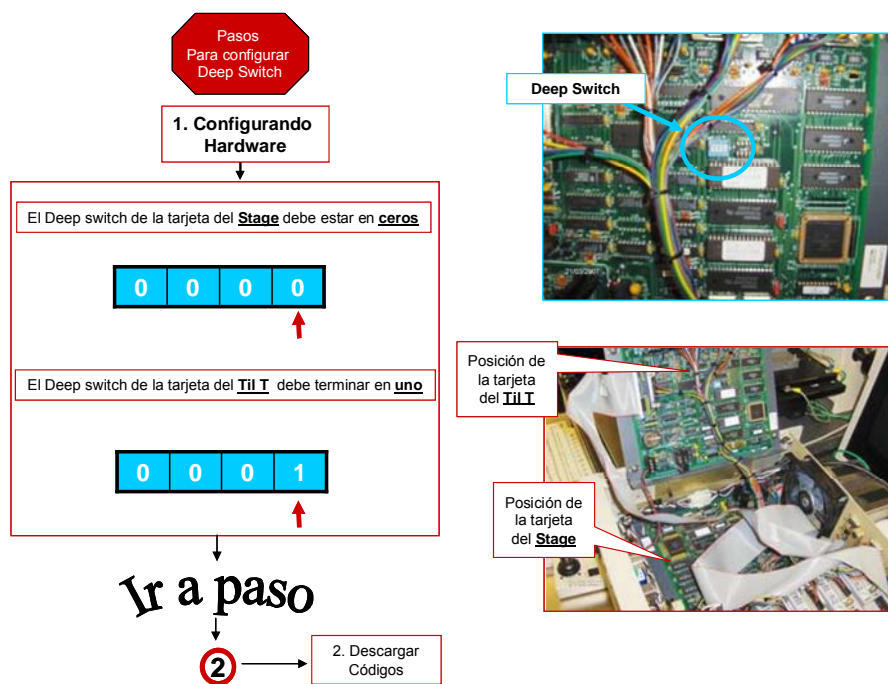 Pasos
Para configurar
Deep Switch
1. Configurando
Hardware
El Deep switch de la tarjeta del Stage debe estar en ceros
0 0 0 0
El Deep switch de la tarjeta del Til T debe terminar en uno
0 0 0 1
Ir a paso
2
2. Descargar
Códigos
Deep Switch
21/03/2007
Posición de
la tarjeta
del Til T
Posición de
la tarjeta
del Stage